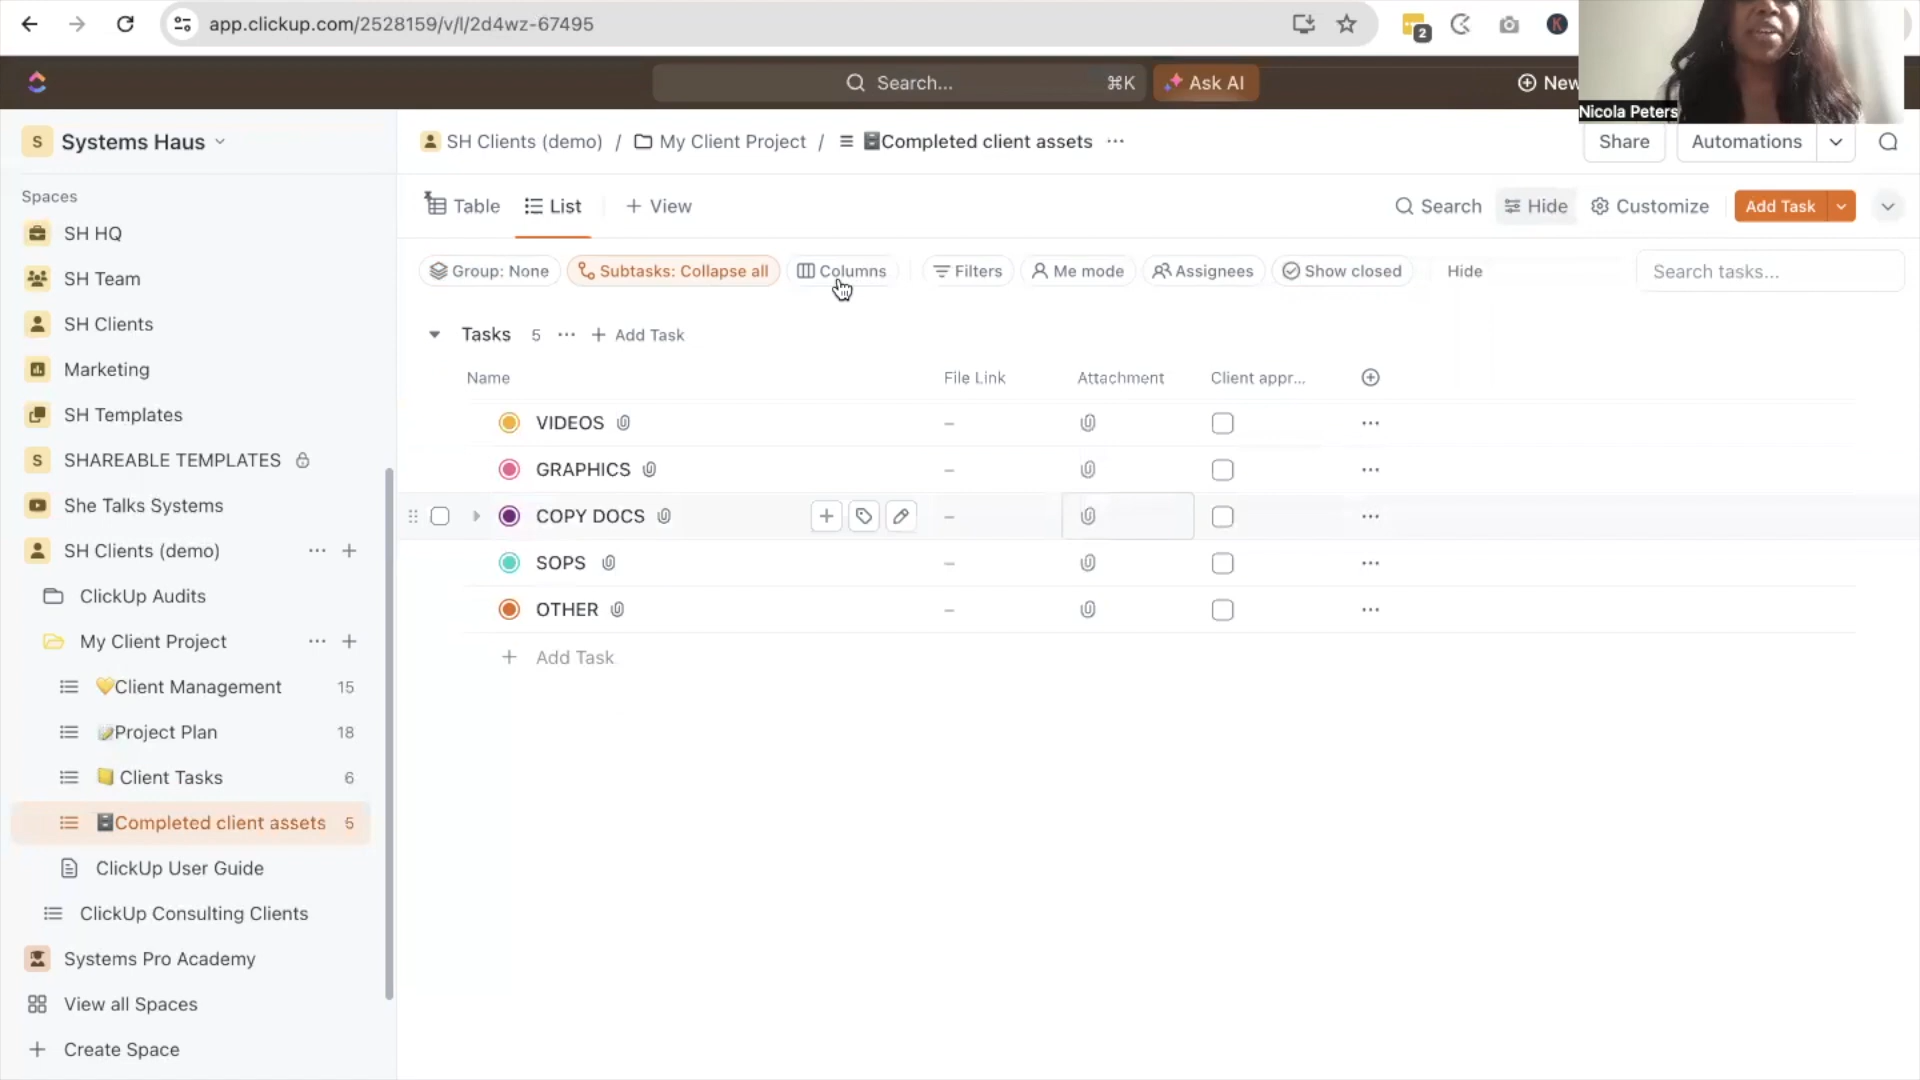 app.clickup.com/2528159/v/l/2d4wz-67495
2
K
Search...
⌘K
Ask AI
New
Nicola Peters
S
Systems Haus
SH Clients (demo) / My Client Project / 🗄Completed client assets ...
Share
Automations
Spaces
SH HQ
SH Team
SH Clients
Marketing
SH Templates
S
SHAREABLE TEMPLATES
She Talks Systems
SH Clients (demo)
ClickUp Audits
My Client Project
💛Client Management 15
📝Project Plan 18
📒 Client Tasks 6
🗄Completed client assets 5
ClickUp User Guide
ClickUp Consulting Clients
Systems Pro Academy
View all Spaces
+ Create Space
Table
List
+ View
Search
Hide
Customize
Add Task
Group: None
Subtasks: Collapse all
Columns
Filters
Me mode
Assignees
Show closed
Hide
Search tasks...
Tasks 5 ... + Add Task
Name File Link Attachment Client appr...
VIDEOS –
GRAPHICS –
COPY DOCS –
SOPS –
OTHER –
+ Add Task